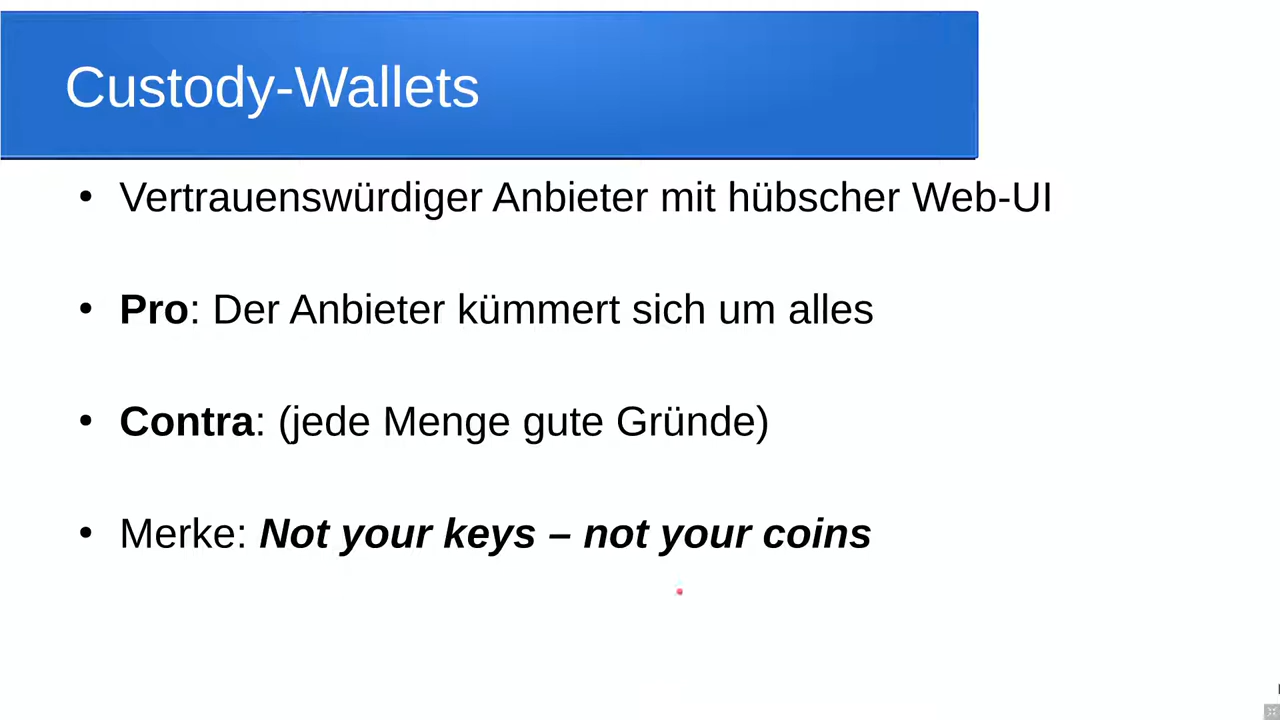 Custody-Wallets
• Vertrauenswürdiger Anbieter mit hübscher Web-UI
• Pro: Der Anbieter kümmert sich um alles
• Contra: (jede Menge gute Gründe)
• Merke: Not your keys – not your coins